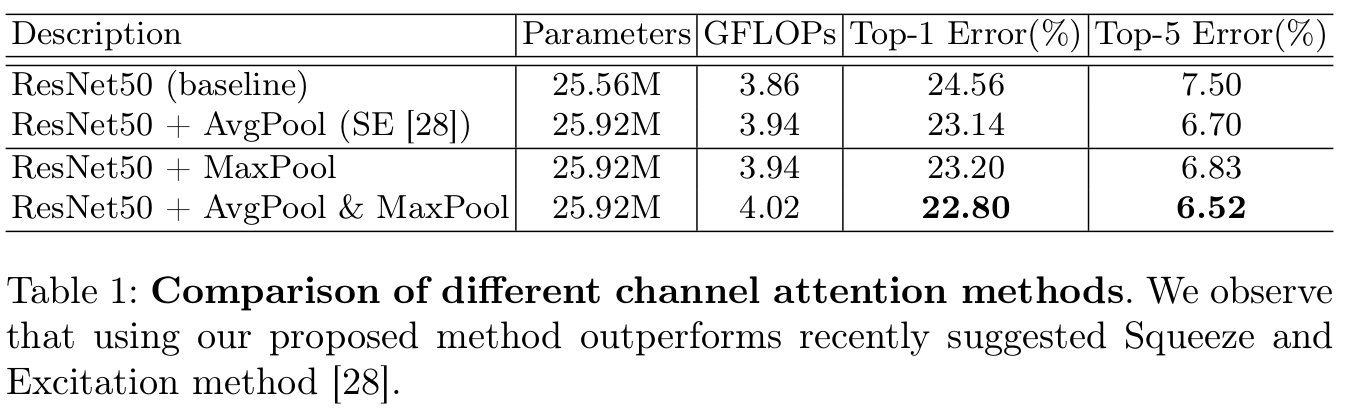 Description Parameters GFLOPs Top-1 Error(%) Top-5 Error(%)
ResNet50 (baseline) 25.56M 3.86 24.56 7.50
ResNet50 + AvgPool (SE [28]) 25.92M 3.94 23.14 6.70
ResNet50 + MaxPool 25.92M 3.94 23.20 6.83
ResNet50 + AvgPool & MaxPool 25.92M 4.02 22.80 6.52
Table 1: Comparison of different channel attention methods. We observe
that using our proposed method outperforms recently suggested Squeeze and
Excitation method [28].